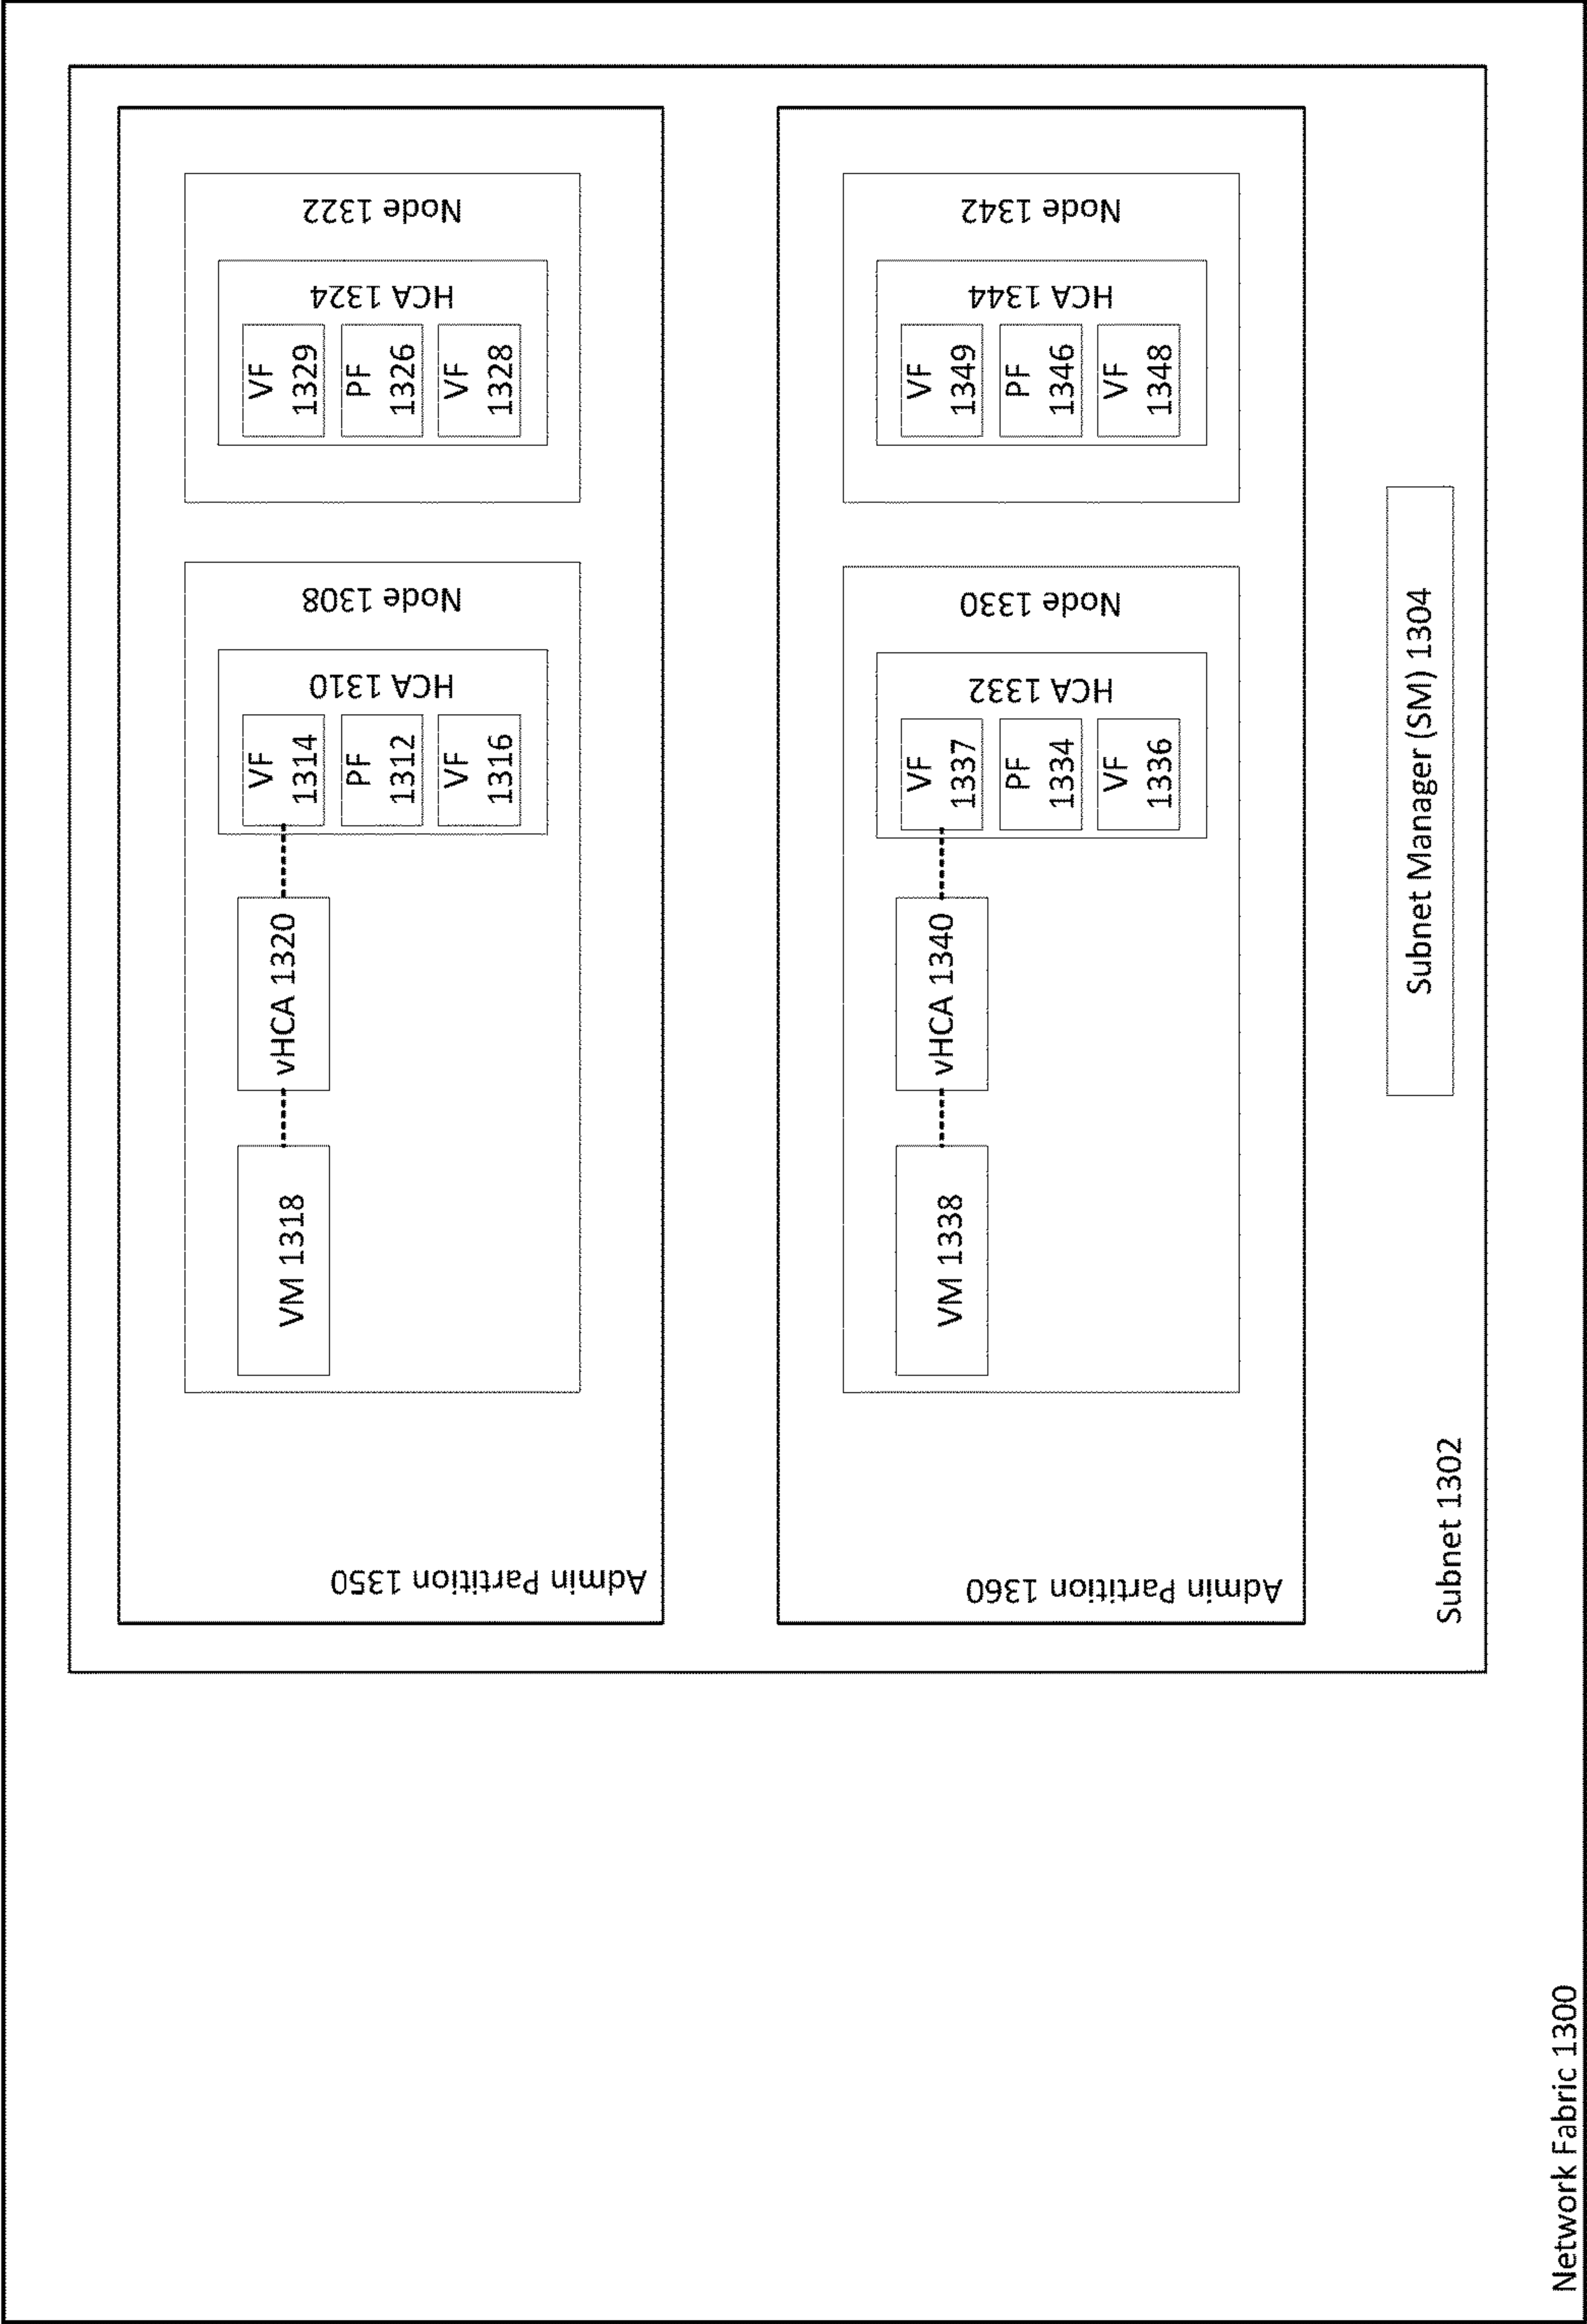 Network Fabric 1300
Subnet 1302
Subnet Manager (SM) 1304
Admin Partition 1350
Node 1308
HCA 1310
VF
1314
PF
1312
VF
1316
vHCA 1320
VM 1318
Node 1322
HCA 1324
VF
1329
PF
1326
VF
1328
Admin Partition 1360
Node 1330
HCA 1332
VF
1337
PF
1334
VF
1336
vHCA 1340
VM 1338
Node 1342
HCA 1344
VF
1349
PF
1346
VF
1348